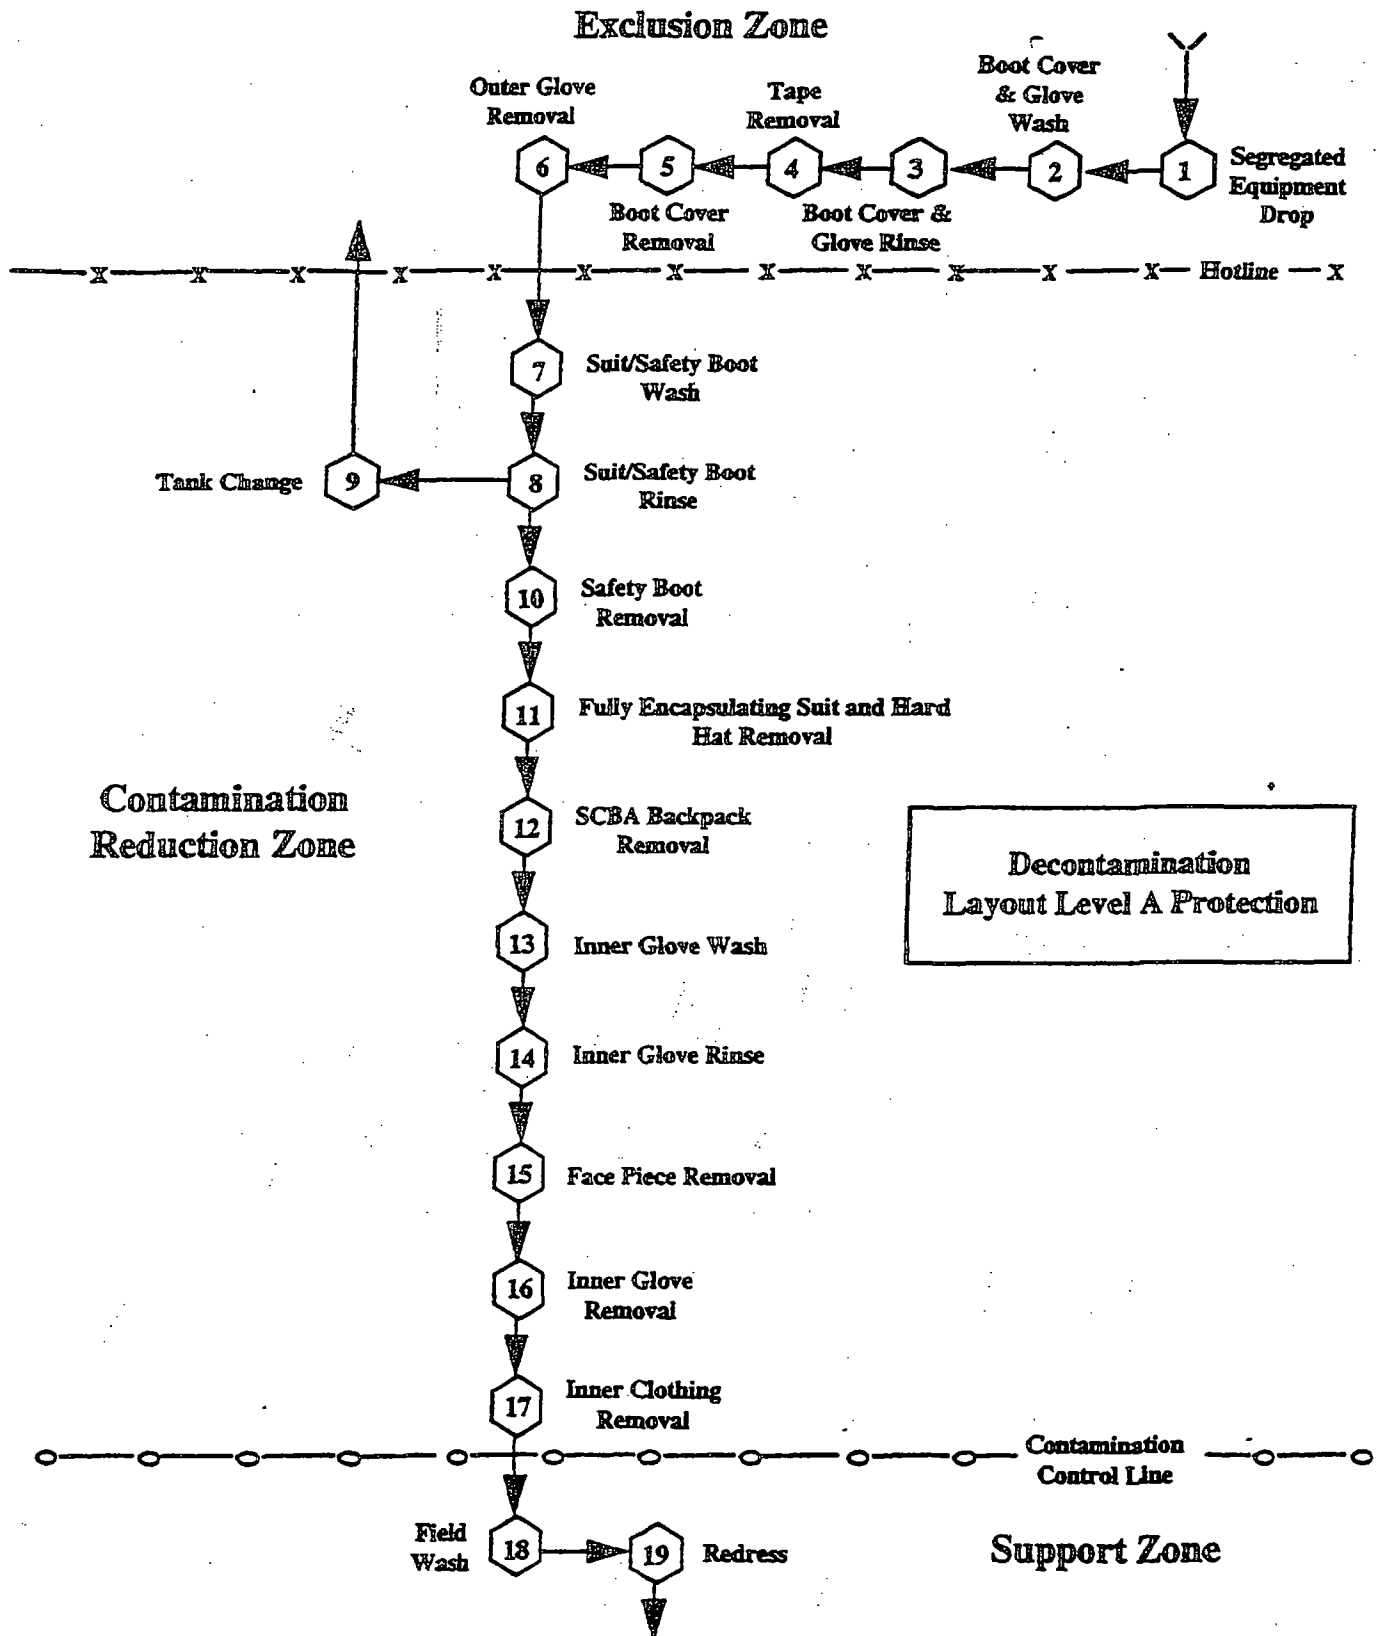 Exclusion Zone
Outer Glove
Removal
Tape
Removal
Boot Cover
& Glove
Wash
6
5
4
3
2
1
Segregated
Equipment
Drop
Boot Cover
Removal
Boot Cover &
Glove Rinse
X X X X X X X X X X X X Hotline X
7
Suit/Safety Boot
Wash
Tank Change
9
8
Suit/Safety Boot
Rinse
10
Safety Boot
Removal
11
Fully Encapsulating Suit and Hard
Hat Removal
Contamination
Reduction Zone
12
SCBA Backpack
Removal
Decontamination
Layout Level A Protection
13
Inner Glove Wash
14
Inner Glove Rinse
15
Face Piece Removal
16
Inner Glove
Removal
17
Inner Clothing
Removal
Contamination
Control Line
Field
Wash
18
19
Redress
Support Zone